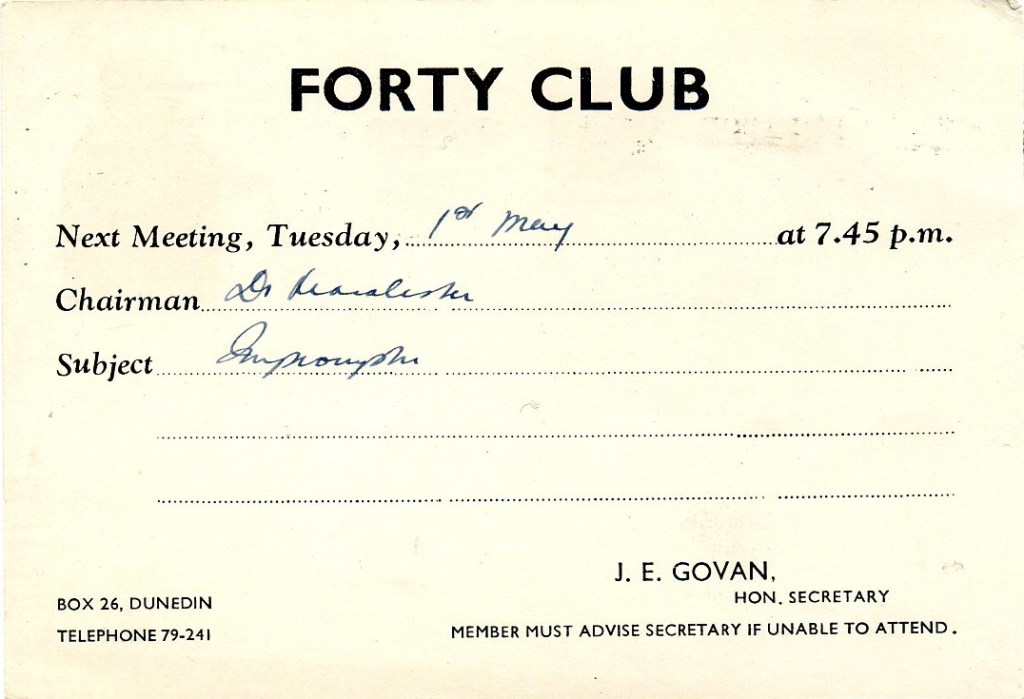 FORTY CLUB
Next Meeting, Tuesday, 1st May at 7.45 p.m.
Chairman Dr
Subject Impromptu
J. E. GOVAN,
HON. SECRETARY
BOX 26, DUNEDIN
TELEPHONE 79-241
MEMBER MUST ADVISE SECRETARY IF UNABLE TO ATTEND.